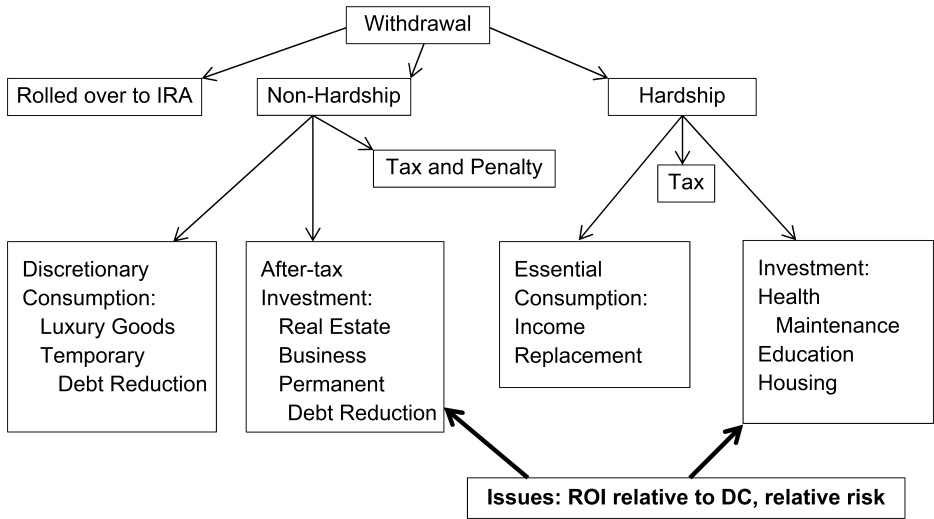 Withdrawal
Rolled over to IRA
Non-Hardship
Hardship
Tax and Penalty
Tax
Discretionary
Consumption:
Luxury Goods
Temporary
Debt Reduction
After-tax
Investment:
Real Estate
Business
Permanent
Debt Reduction
Essential
Consumption:
Income
Replacement
Investment:
Health
Maintenance
Education
Housing
Issues: ROI relative to DC, relative risk